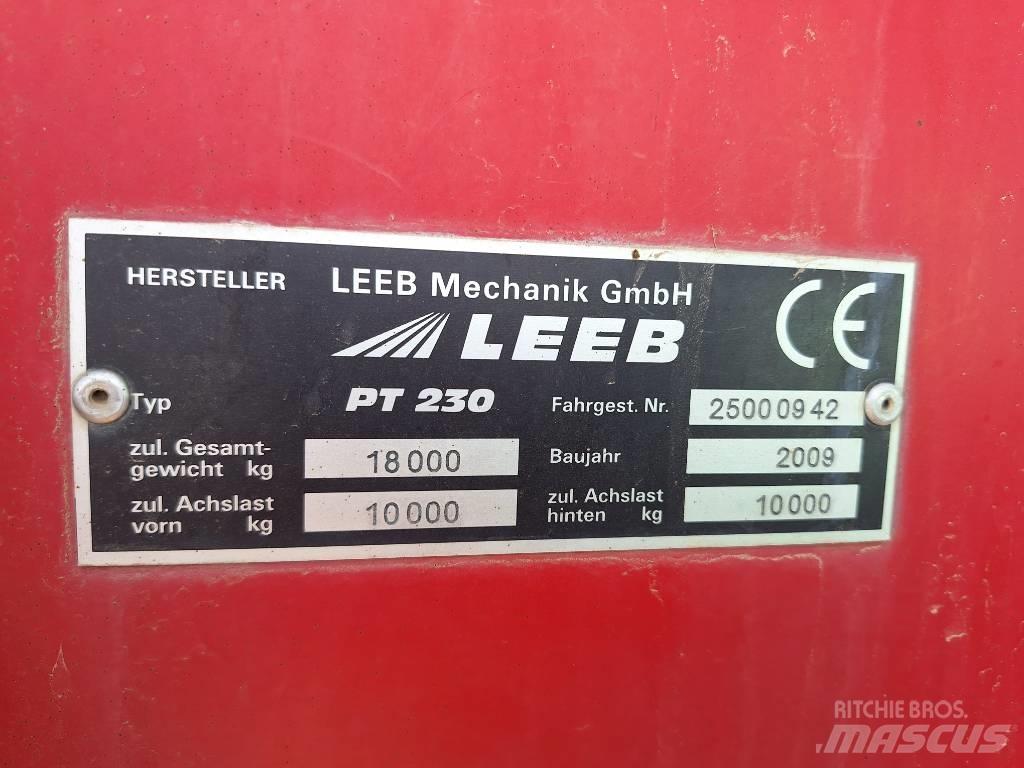 HERSTELLER LEEB Mechanik GmbH
LEEB
CE
Typ PT 230 Fahrgest. Nr. 25000942
zul. Gesamt-
gewicht kg 18000 Baujahr 2009
zul. Achslast
vorn kg 10000
zul. Achslast
hinten kg 10000
RITCHIE BROS.
MASCUS